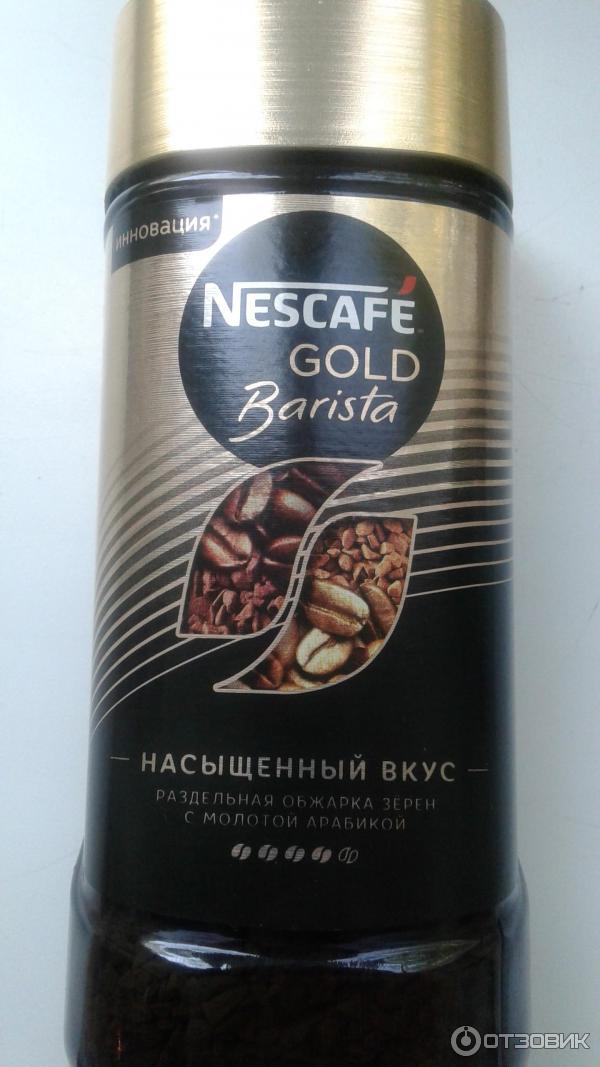 инновация*
NESCAFÉ
GOLD
Barista
НАСЫЩЕННЫЙ ВКУС
РАЗДЕЛЬНАЯ ОБЖАРКА ЗЁРЕН
С МОЛОТОЙ АРАБИКОЙ
ОТЗОВИК